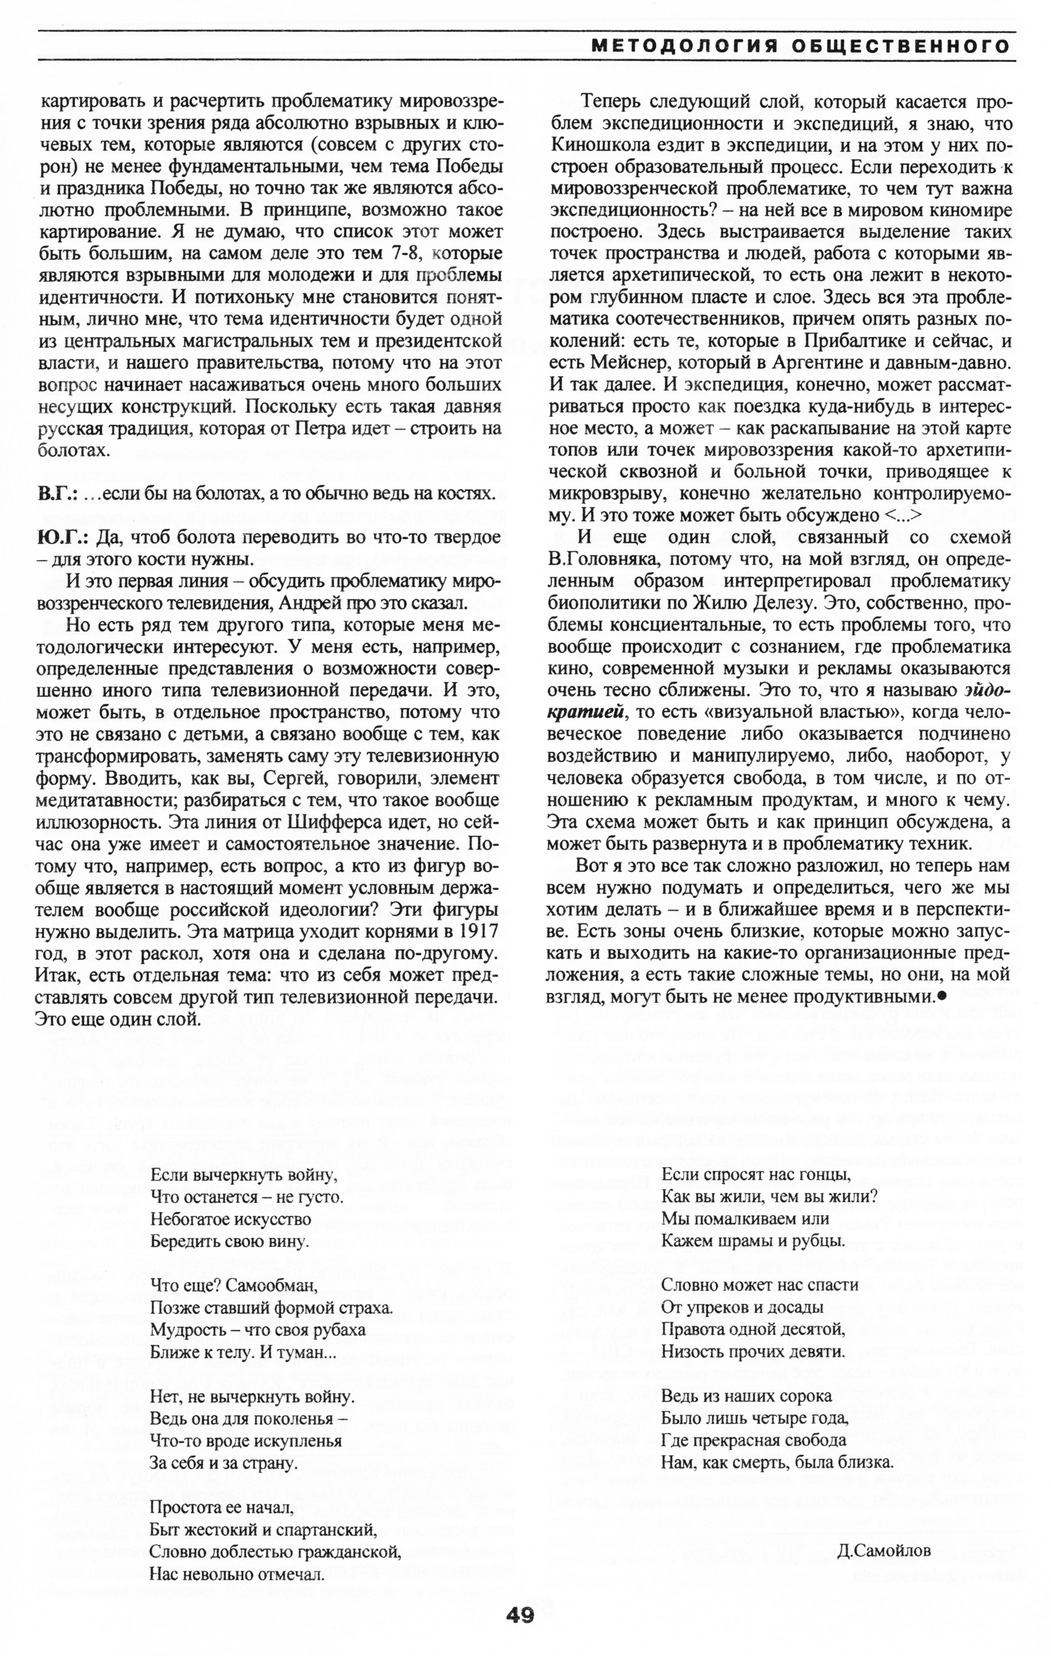 МЕТОДОЛОГИЯ ОБЩЕСТВЕННОГО
картировать и расчертить проблематику мировоззре-
ния с точки зрения ряда абсолютно взрывных и клю-
чевых тем, которые являются (совсем с других сто-
рон) не менее фундаментальными, чем тема Победы
и праздника Победы, но точно так же являются абсо-
лютно проблемными. В принципе, возможно такое
картирование. Я не думаю, что список этот может
быть большим, на самом деле это тем 7-8, которые
являются взрывными для молодежи и для проблемы
идентичности. И потихоньку мне становится понят-
ным, лично мне, что тема идентичности будет одной
из центральных магистральных тем и президентской
власти, и нашего правительства, потому что на этот
вопрос начинает насаживаться очень много больших
несущих конструкций. Поскольку есть такая давняя
русская традиция, которая от Петра идет – строить на
болотах.
В.Г.: …если бы на болотах, а то обычно ведь на костях.
Ю.Г.: Да, чтоб болота переводить во что-то твердое
– для этого кости нужны.
И это первая линия – обсудить проблематику миро-
воззренческого телевидения, Андрей про это сказал.
Но есть ряд тем другого типа, которые меня ме-
тодологически интересуют. У меня есть, например,
определенные представления о возможности совер-
шенно иного типа телевизионной передачи. И это,
может быть, в отдельное пространство, потому что
это не связано с детьми, а связано вообще с тем, как
трансформировать, заменять саму эту телевизионную
форму. Вводить, как вы, Сергей, говорили, элемент
медитатавности; разбираться с тем, что такое вообще
иллюзорность. Эта линия от Шифферса идет, но сей-
час она уже имеет и самостоятельное значение. По-
тому что, например, есть вопрос, а кто из фигур во-
обще является в настоящий момент условным держа-
телем вообще российской идеологии? Эти фигуры
нужно выделить. Эта матрица уходит корнями в 1917
год, в этот раскол, хотя она и сделана по-другому.
Итак, есть отдельная тема: что из себя может пред-
ставлять совсем другой тип телевизионной передачи.
Это еще один слой.
Теперь следующий слой, который касается про-
блем экспедиционности и экспедиций, я знаю, что
Киношкола ездит в экспедиции, и на этом у них по-
строен образовательный процесс. Если переходить к
мировоззренческой проблематике, то чем тут важна
экспедиционность? – на ней все в мировом киномире
построено. Здесь выстраивается выделение таких
точек пространства и людей, работа с которыми яв-
ляется архетипической, то есть она лежит в некото-
ром глубинном пласте и слое. Здесь вся эта пробле-
матика соотечественников, причем опять разных по-
колений: есть те, которые в Прибалтике и сейчас, и
есть Мейснер, который в Аргентине и давным-давно.
И так далее. И экспедиция, конечно, может рассмат-
риваться просто как поездка куда-нибудь в интерес-
ное место, а может – как раскапывание на этой карте
топов или точек мировоззрения какой-то архетипи-
ческой сквозной и больной точки, приводящее к
микровзрыву, конечно желательно контролируемо-
му. И это тоже может быть обсуждено <...>
И еще один слой, связанный со схемой
В.Головняка, потому что, на мой взгляд, он опреде-
ленным образом интерпретировал проблематику
биополитики по Жилю Делезу. Это, собственно, про-
блемы консциентальные, то есть проблемы того, что
вообще происходит с сознанием, где проблематика
кино, современной музыки и рекламы оказываются
очень тесно сближены. Это то, что я называю эйдо-
кратией, то есть «визуальной властью», когда чело-
веческое поведение либо оказывается подчинено
воздействию и манипулируемо, либо, наоборот, у
человека образуется свобода, в том числе, и по от-
ношению к рекламным продуктам, и много к чему.
Эта схема может быть и как принцип обсуждена, а
может быть развернута и в проблематику техник.
Вот я это все так сложно разложил, но теперь нам
всем нужно подумать и определиться, чего же мы
хотим делать – и в ближайшее время и в перспекти-
ве. Есть зоны очень близкие, которые можно запус-
кать и выходить на какие-то организационные пред-
ложения, а есть такие сложные темы, но они, на мой
взгляд, могут быть не менее продуктивными.●
Если вычеркнуть войну,
Что останется – не густо.
Небогатое искусство
Бередить свою вину.
Что еще? Самообман,
Позже ставший формой страха.
Мудрость – что своя рубаха
Ближе к телу. И туман...
Нет, не вычеркнуть войну.
Ведь она для поколенья –
Что-то вроде искупленья
За себя и за страну.
Простота ее начал,
Быт жестокий и спартанский,
Словно доблестью гражданской,
Нас невольно отмечал.
Если спросят нас гонцы,
Как вы жили, чем вы жили?
Мы помалкиваем или
Кажем шрамы и рубцы.
Словно может нас спасти
От упреков и досады
Правота одной десятой,
Низость прочих девяти.
Ведь из наших сорока
Было лишь четыре года,
Где прекрасная свобода
Нам, как смерть, была близка.
Д.Самойлов
49